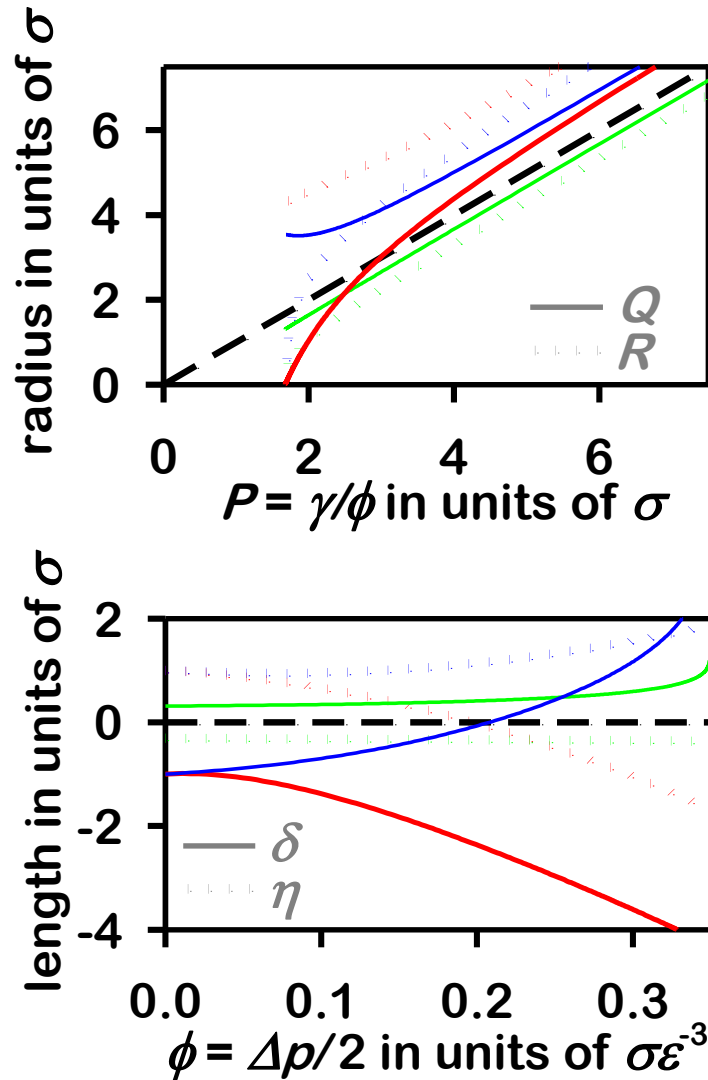 radius in units of σ
6
4
2
0
Q
R
0 2 4 6
P = γ/ϕ in units of σ
length in units of σ
2
0
-2
-4
δ
η
0.0 0.1 0.2 0.3
ϕ = Δp/2 in units of σε⁻³